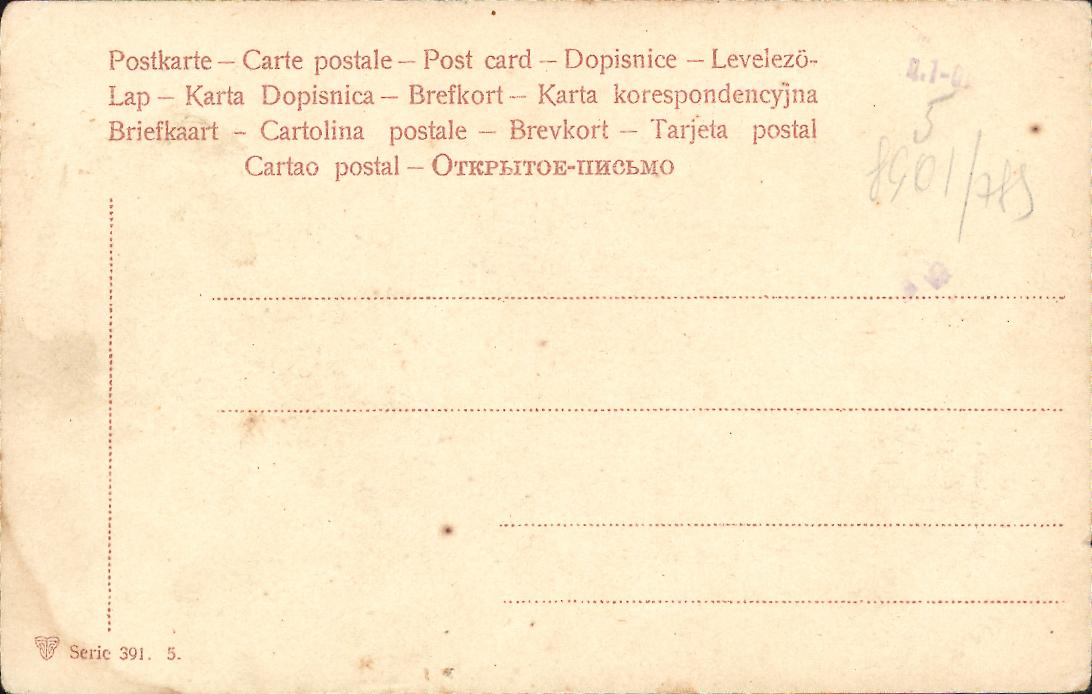 Postkarte – Carte postale – Post card – Dopisnice – Levelezö-
Lap – Karta Dopisnica – Brefkort – Karta korespondencyjna
Briefkaart – Cartolina postale – Brevkort – Tarjeta postal
Cartao postal – Открытое-письмо
5
Serie 391. 5.